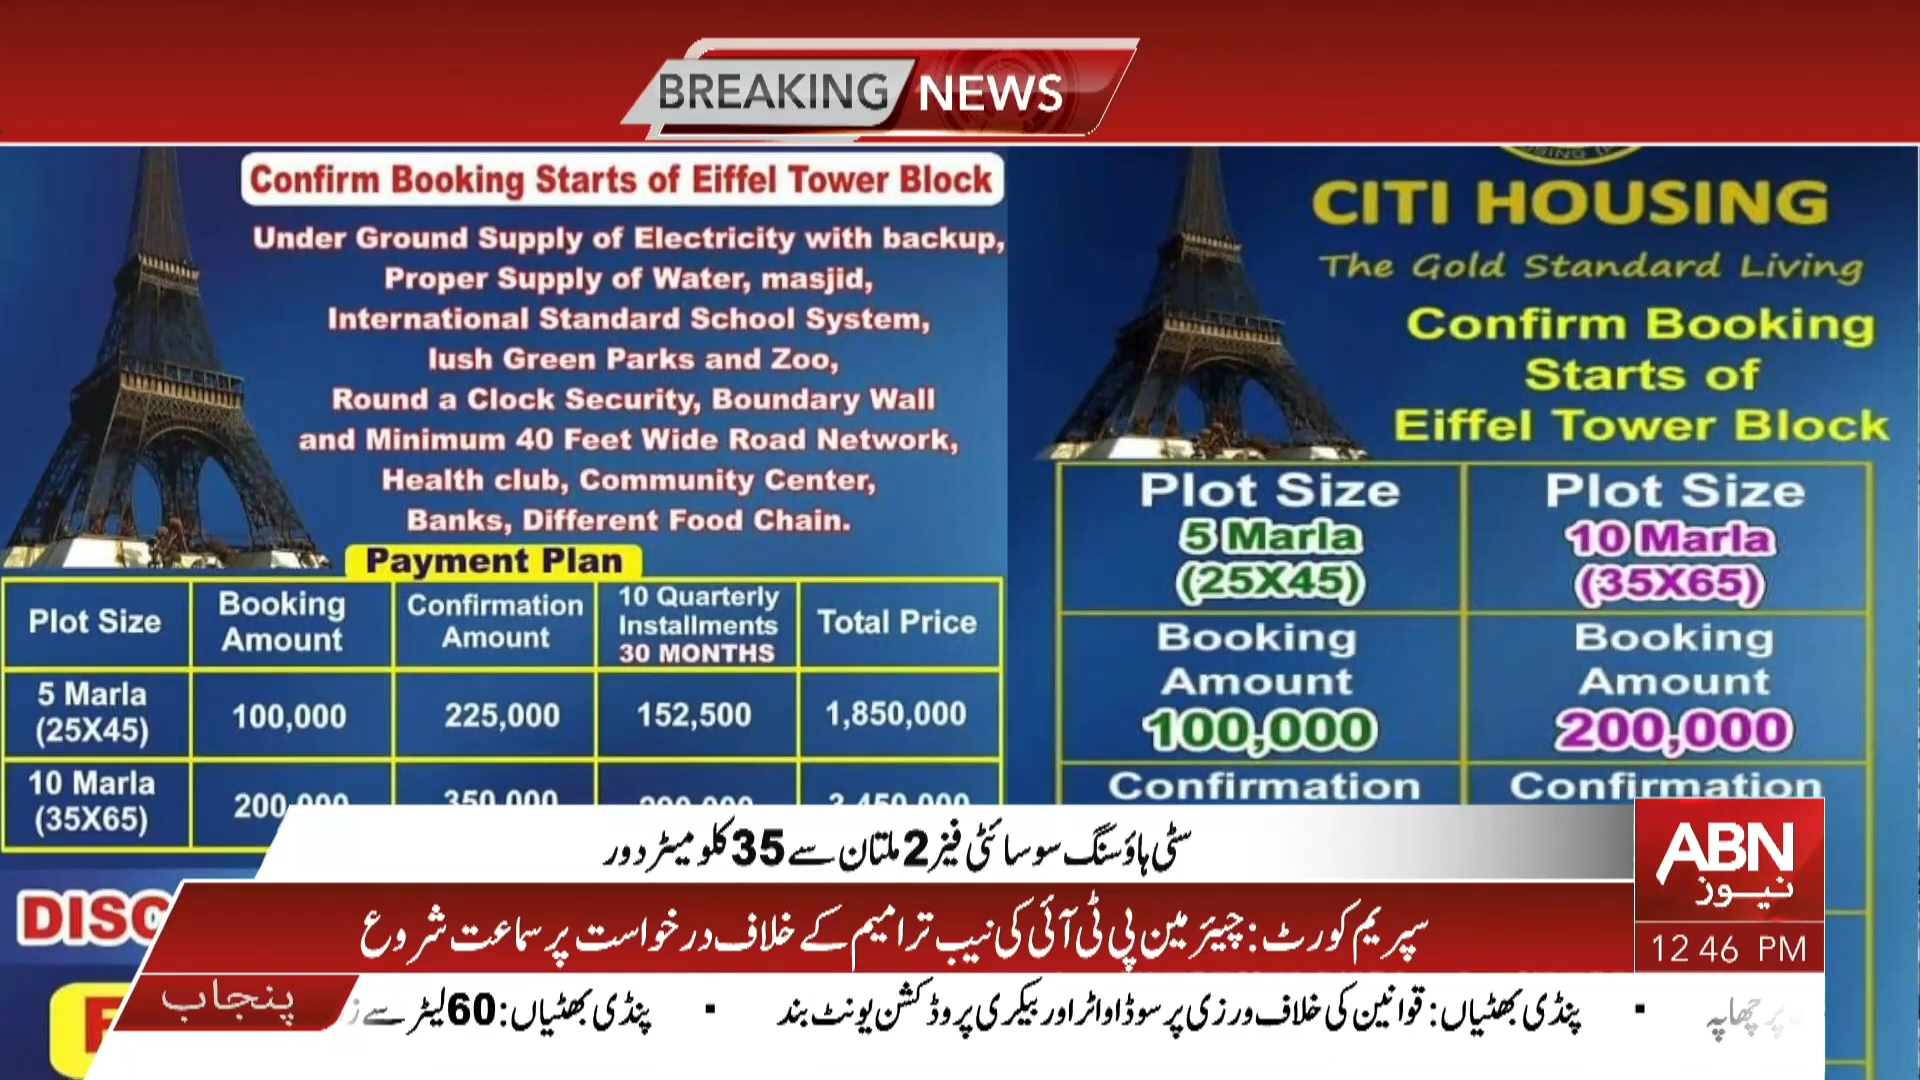 BREAKING NEWS
Confirm Booking Starts of Eiffel Tower Block
Under Ground Supply of Electricity with backup,
Proper Supply of Water, masjid,
International Standard School System,
lush Green Parks and Zoo,
Round a Clock Security, Boundary Wall
and Minimum 40 Feet Wide Road Network,
Health club, Community Center,
Banks, Different Food Chain.
Payment Plan
Plot Size
Booking Amount
Confirmation Amount
10 Quarterly Installments 30 MONTHS
Total Price
5 Marla (25X45)
100,000
225,000
152,500
1,850,000
10 Marla (35X65)
200,000
350,000
CITI HOUSING
The Gold Standard Living
Confirm Booking
Starts of
Eiffel Tower Block
Plot Size
5 Marla
(25X45)
Plot Size
10 Marla
(35X65)
Booking
Amount
100,000
Booking
Amount
200,000
Confirmation
Confirmation
سٹی ہاؤسنگ سوسائٹی فیز 2 ملتان سے 35 کلو میٹر دور
سپریم کورٹ: چیئرمین پی ٹی آئی کی نیب ترامیم کے خلاف درخواست پر سماعت شروع
ABN
نیوز
12 46 PM
پنجاب
پر چھاپہ ▪ پنڈی بھٹیاں: قوانین کی خلاف ورزی پر سوڈا واٹر اور بیکری پروڈکشن یونٹ بند ▪ پنڈی بھٹیاں: 60 لیٹر سے